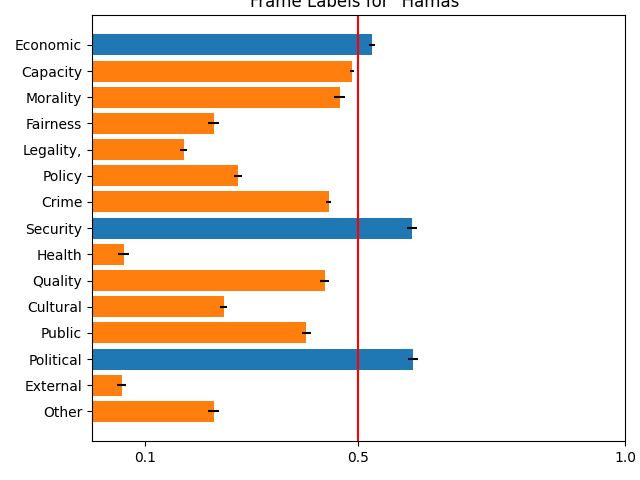 Frame Labels for "Hamas"
Economic
Capacity
Morality
Fairness
Legality,
Policy
Crime
Security
Health
Quality
Cultural
Public
Political
External
Other
0.1
0.5
1.0